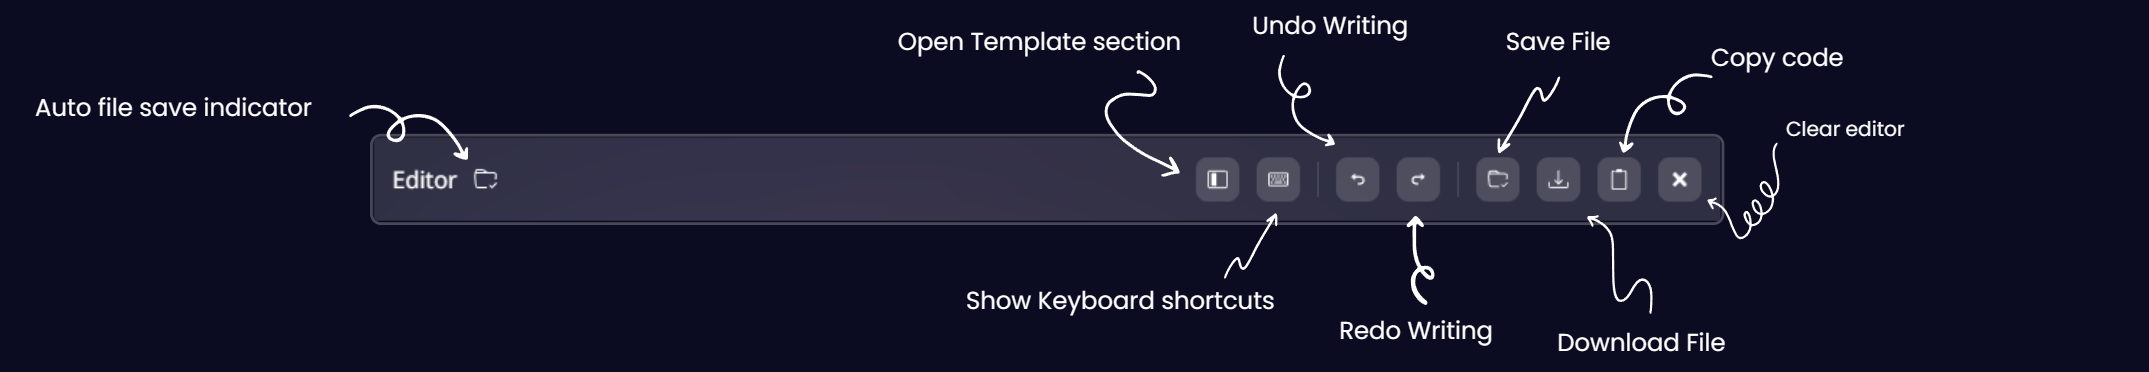 Undo Writing
Open Template section
Save File
Copy code
Auto file save indicator
Clear editor
Editor
Show Keyboard shortcuts
Redo Writing
Download File